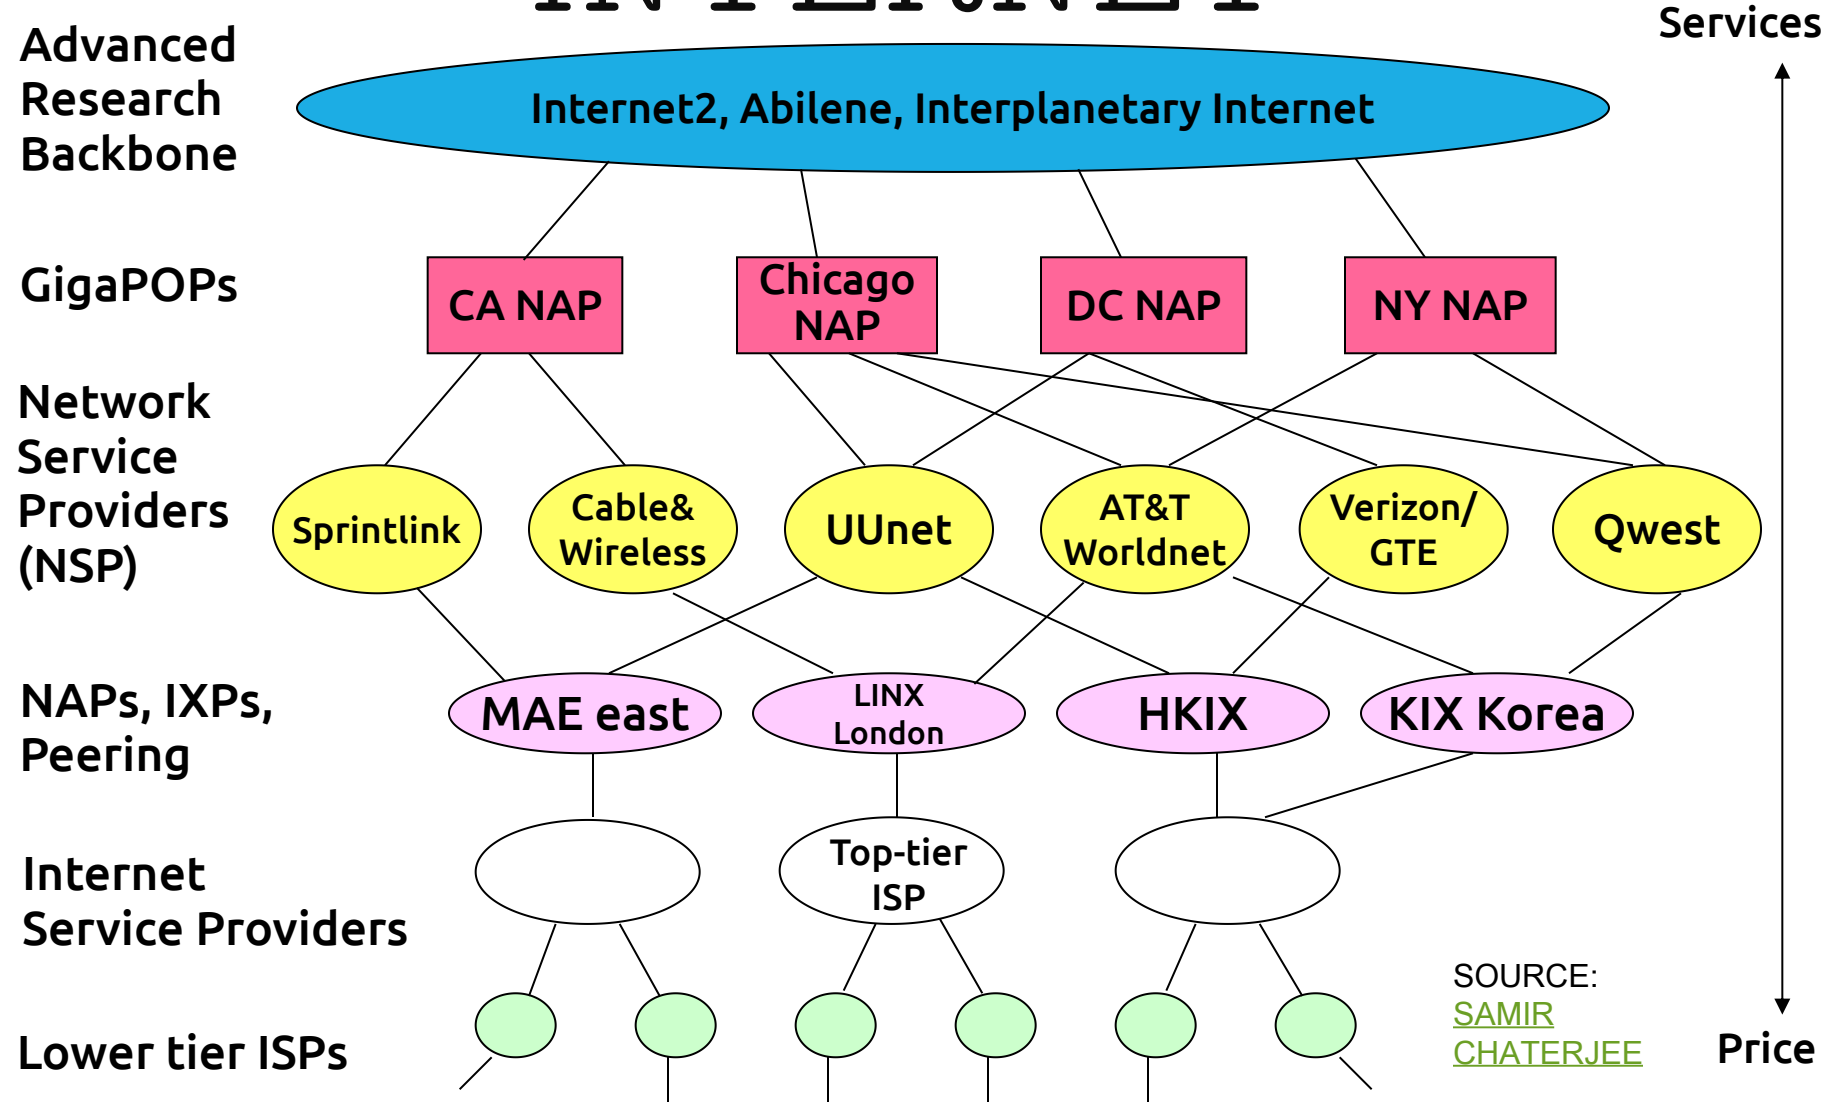 Services
Advanced
Research
Backbone
Internet2, Abilene, Interplanetary Internet
GigaPOPs
CA NAP
Chicago
NAP
DC NAP
NY NAP
Network
Service
Providers
(NSP)
Sprintlink
Cable&
Wireless
UUnet
AT&T
Worldnet
Verizon/
GTE
Qwest
NAPs, IXPs,
Peering
MAE east
LINX
London
HKIX
KIX Korea
Internet
Service Providers
Top-tier
ISP
Lower tier ISPs
SOURCE:
SAMIR
CHATERJEE
Price